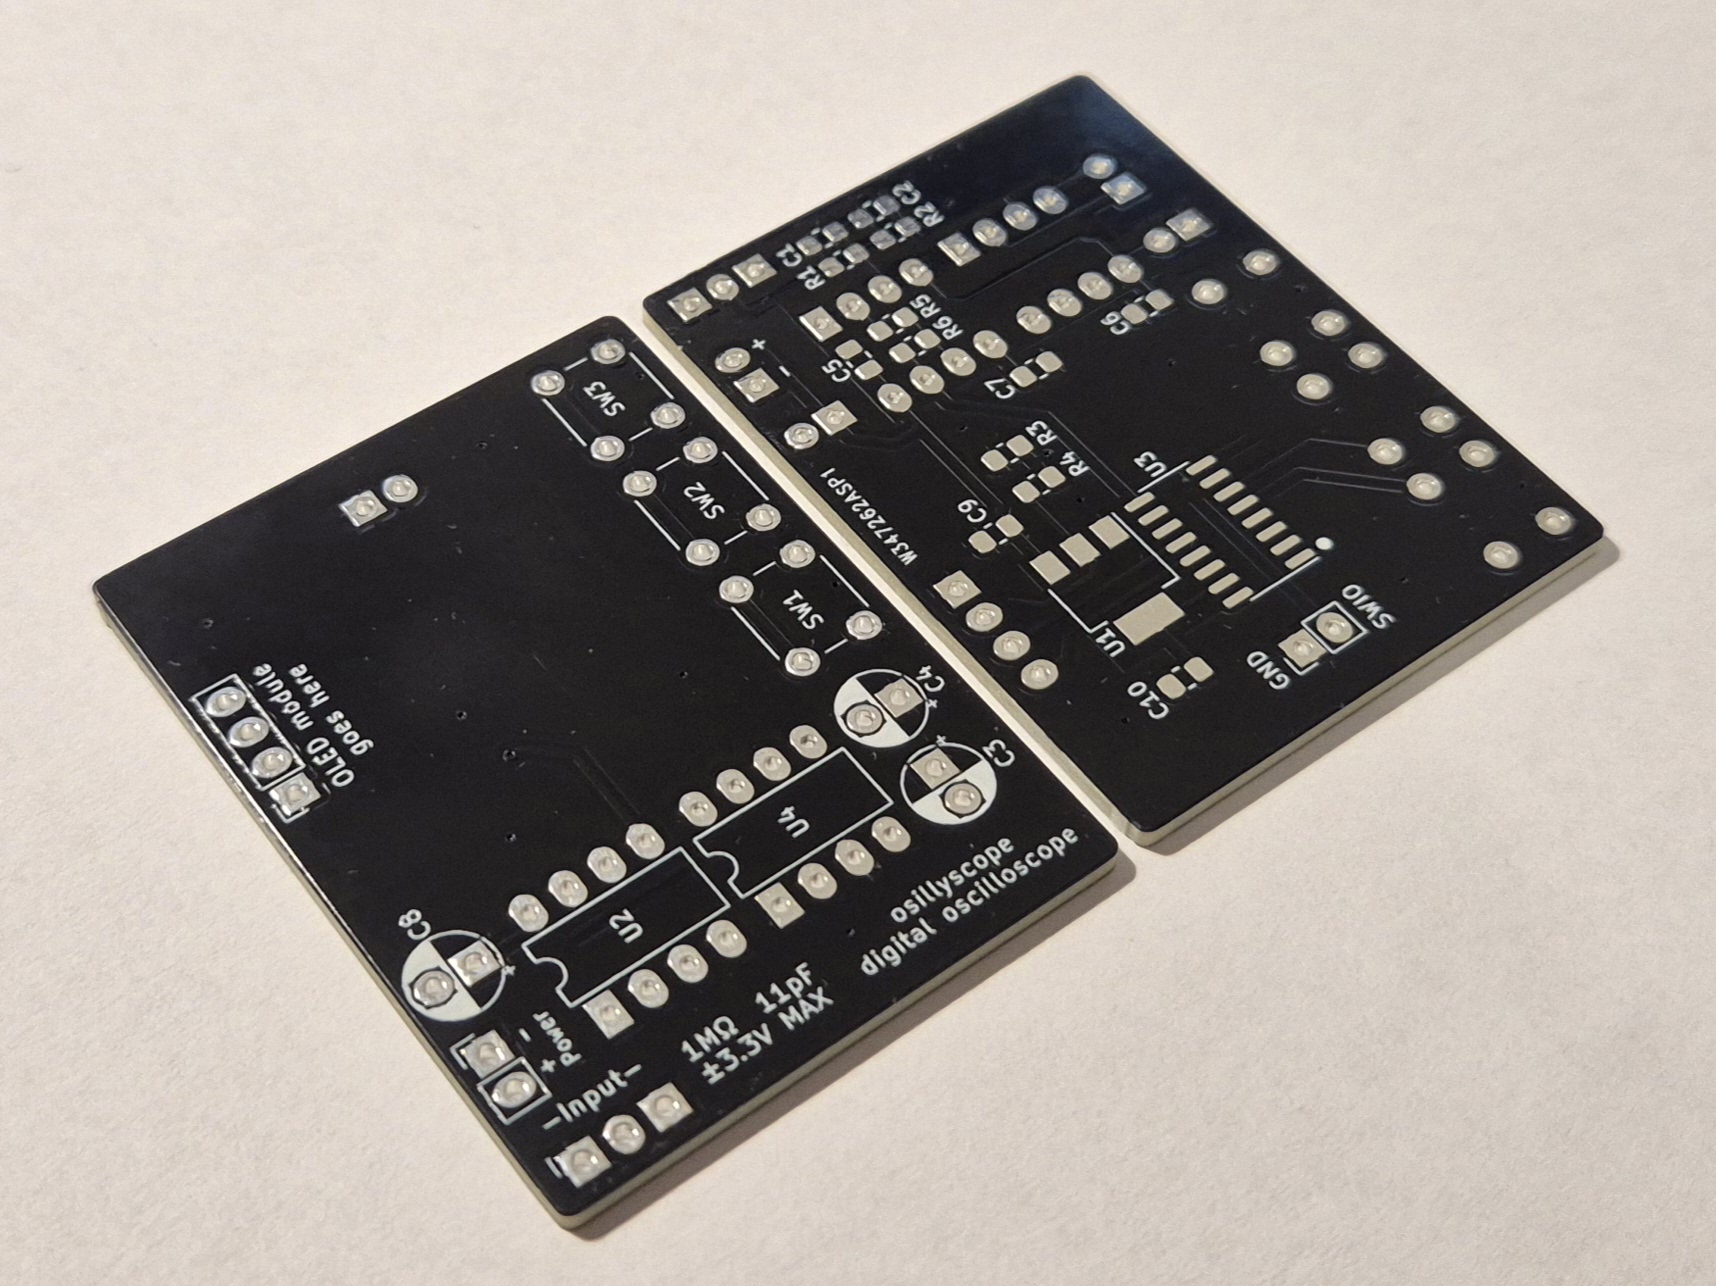 SW3
SW2
SW1
OLED module
goes here
C4
C3
U4
U2
C8
- +
Power
-Input-
1MΩ 11pF
±3.3V MAX
osillyscope
digital oscilloscope
C2
R2
C1
R1
R5
R6
C5
C6
C7
+ -
R3
R4
U3
C9
W347262ASP1
U1
C10
GND
SWIO